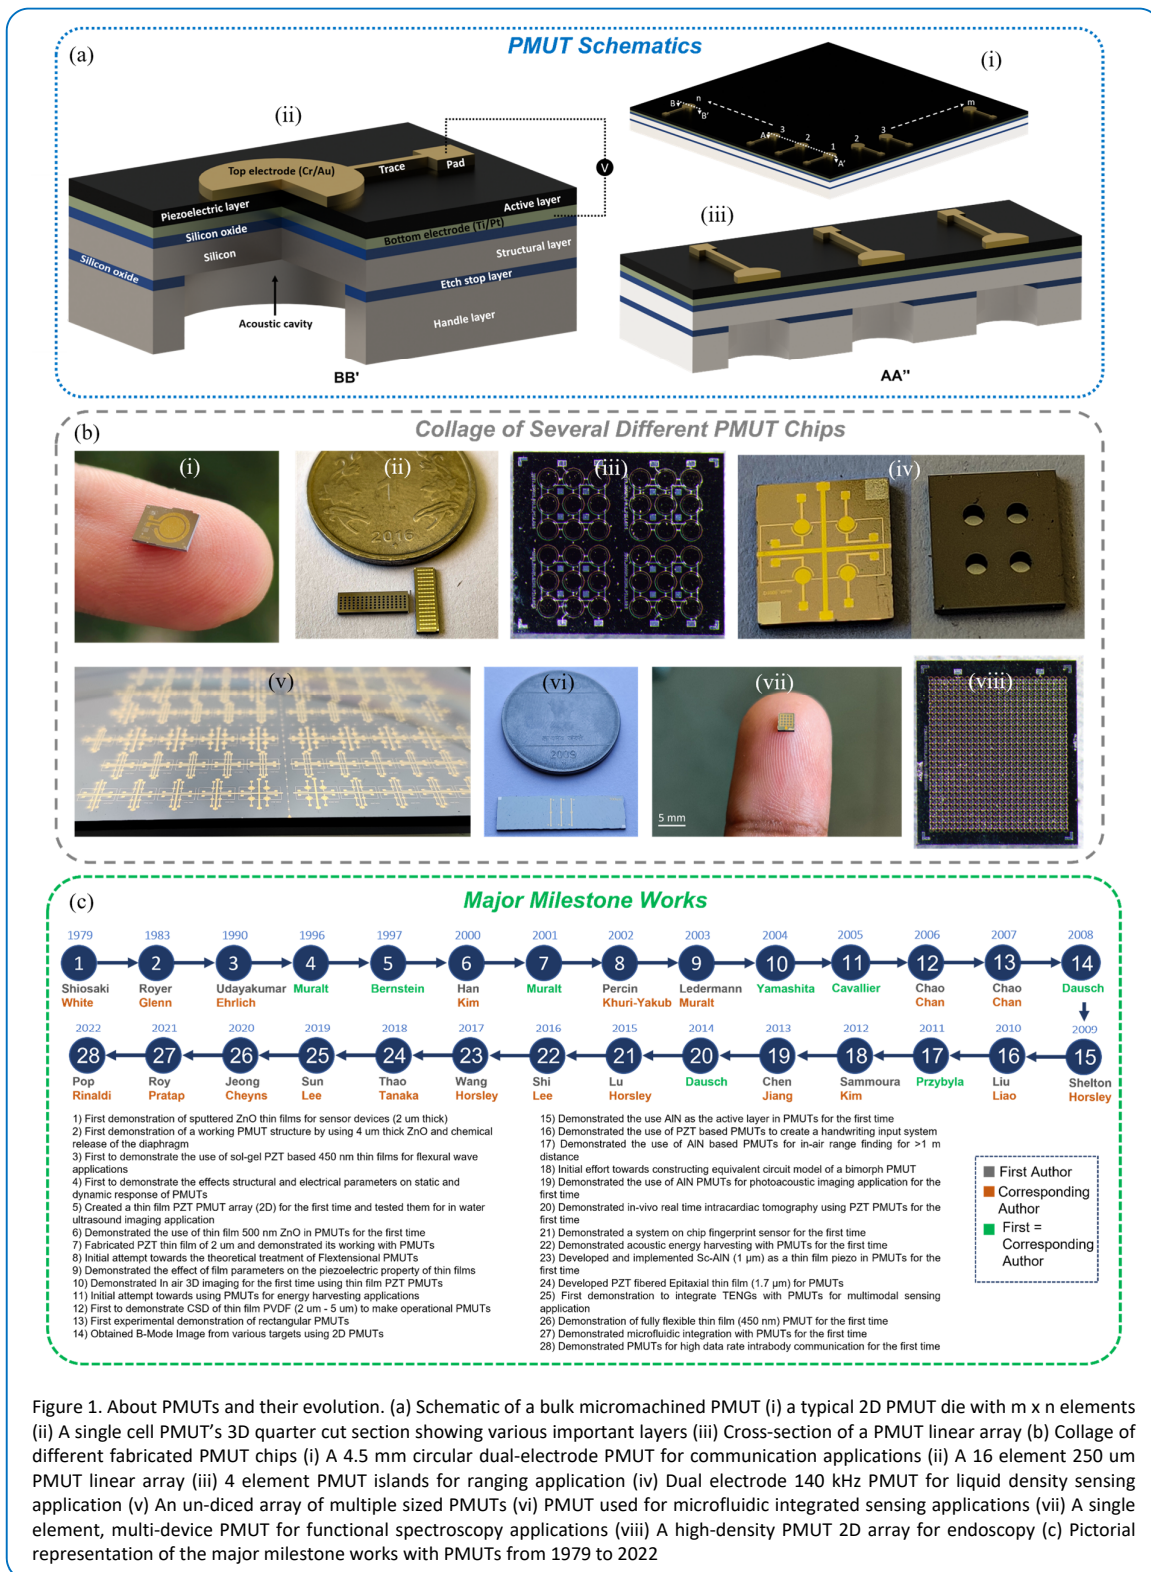 PMUT Schematics
(a)
(i)
B
n
B'
m
A
3
2
1
A'
2
3
(ii)
Top electrode (Cr/Au)
Trace
Pad
V
Piezoelectric layer
Active layer
Bottom electrode (Ti/Pt)
Silicon oxide
Silicon
Structural layer
Silicon oxide
Etch stop layer
Acoustic cavity
Handle layer
BB'
(iii)
AA"
(b)
Collage of Several Different PMUT Chips
(i)
(ii)
2016
(iii)
(iv)
(v)
(vi)
2009
(vii)
5 mm
(viii)
(c)
Major Milestone Works
1979 1983 1990 1996 1997 2000 2001 2002 2003 2004 2005 2006 2007 2008
1 2 3 4 5 6 7 8 9 10 11 12 13 14
Shiosaki Royer Udayakumar Muralt Bernstein Han Muralt Percin Ledermann Yamashita Cavallier Chao Chao Dausch
White Glenn Ehrlich Kim Khuri-Yakub Muralt Chan Chan
2022 2021 2020 2019 2018 2017 2016 2015 2014 2013 2012 2011 2010 2009
28 27 26 25 24 23 22 21 20 19 18 17 16 15
Pop Roy Jeong Sun Thao Wang Shi Lu Dausch Chen Sammoura Przybyla Liu Shelton
Rinaldi Pratap Cheyns Lee Tanaka Horsley Lee Horsley Jiang Kim Liao Horsley
1) First demonstration of sputtered ZnO thin films for sensor devices (2 um thick)
2) First demonstration of a working PMUT structure by using 4 um thick ZnO and chemical
release of the diaphragm
3) First to demonstrate the use of sol-gel PZT based 450 nm thin films for flexural wave
applications
4) First to demonstrate the effects structural and electrical parameters on static and
dynamic response of PMUTs
5) Created a thin film PZT PMUT array (2D) for the first time and tested them for in water
ultrasound imaging application
6) Demonstrated the use of thin film 500 nm ZnO in PMUTs for the first time
7) Fabricated PZT thin film of 2 um and demonstrated its working with PMUTs
8) Initial attempt towards the theoretical treatment of Flextensional PMUTs
9) Demonstrated the effect of film parameters on the piezoelectric property of thin films
10) Demonstrated In air 3D imaging for the first time using thin film PZT PMUTs
11) Initial attempt towards using PMUTs for energy harvesting applications
12) First to demonstrate CSD of thin film PVDF (2 um - 5 um) to make operational PMUTs
13) First experimental demonstration of rectangular PMUTs
14) Obtained B-Mode Image from various targets using 2D PMUTs
15) Demonstrated the use AlN as the active layer in PMUTs for the first time
16) Demonstrated the use of PZT based PMUTs to create a handwriting input system
17) Demonstrated the use of AlN based PMUTs for in-air range finding for >1 m
distance
18) Initial effort towards constructing equivalent circuit model of a bimorph PMUT
19) Demonstrated the use of AlN PMUTs for photoacoustic imaging application for the
first time
20) Demonstrated in-vivo real time intracardiac tomography using PZT PMUTs for the
first time
21) Demonstrated a system on chip fingerprint sensor for the first time
22) Demonstrated acoustic energy harvesting with PMUTs for the first time
23) Developed and implemented Sc-AlN (1 µm) as a thin film piezo in PMUTs for the
first time
24) Developed PZT fibered Epitaxial thin film (1.7 µm) for PMUTs
25) First demonstration to integrate TENGs with PMUTs for multimodal sensing
application
26) Demonstration of fully flexible thin film (450 nm) PMUT for the first time
27) Demonstrated microfluidic integration with PMUTs for the first time
28) Demonstrated PMUTs for high data rate intrabody communication for the first time
First Author
Corresponding
Author
First =
Corresponding
Author
Figure 1. About PMUTs and their evolution. (a) Schematic of a bulk micromachined PMUT (i) a typical 2D PMUT die with m x n elements
(ii) A single cell PMUT's 3D quarter cut section showing various important layers (iii) Cross-section of a PMUT linear array (b) Collage of
different fabricated PMUT chips (i) A 4.5 mm circular dual-electrode PMUT for communication applications (ii) A 16 element 250 um
PMUT linear array (iii) 4 element PMUT islands for ranging application (iv) Dual electrode 140 kHz PMUT for liquid density sensing
application (v) An un-diced array of multiple sized PMUTs (vi) PMUT used for microfluidic integrated sensing applications (vii) A single
element, multi-device PMUT for functional spectroscopy applications (viii) A high-density PMUT 2D array for endoscopy (c) Pictorial
representation of the major milestone works with PMUTs from 1979 to 2022